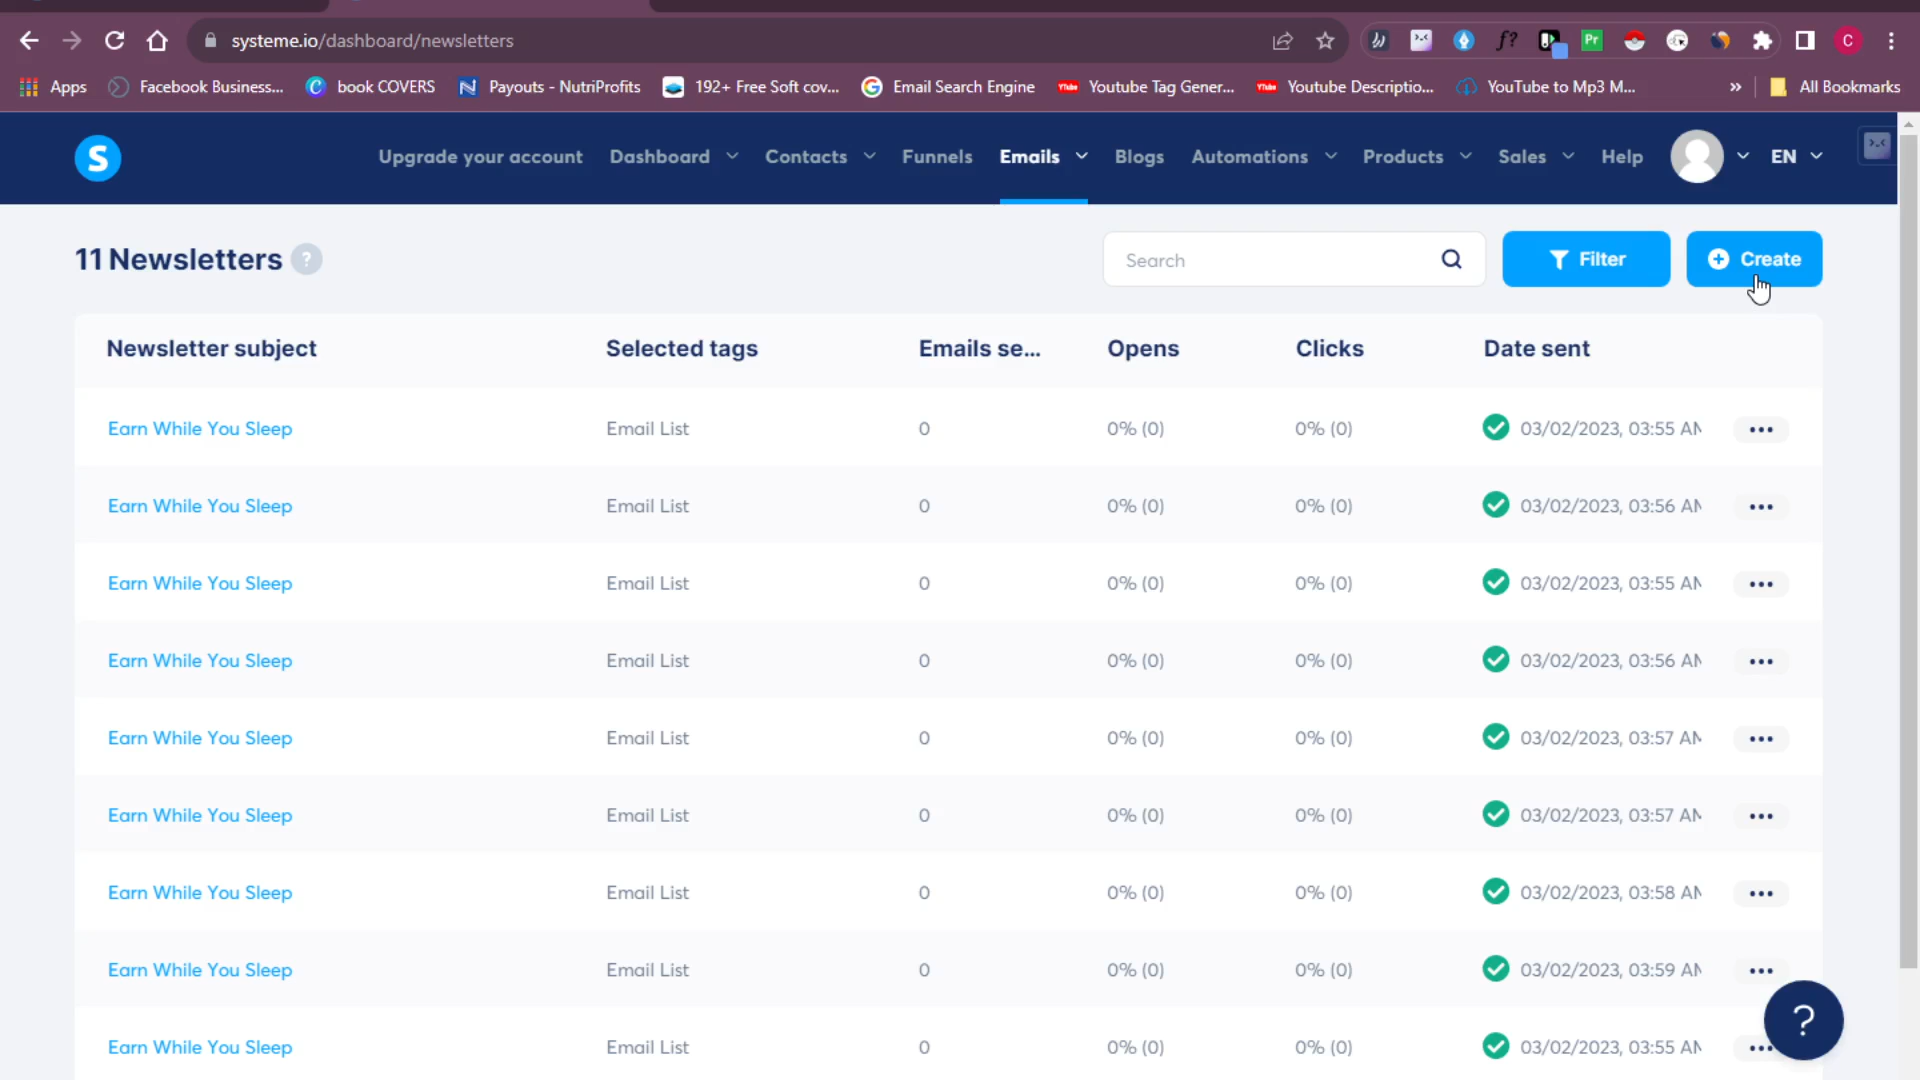 systeme.io/dashboard/newsletters
Apps Facebook Business... book COVERS Payouts - NutriProfits 192+ Free Soft cov... Email Search Engine Youtube Tag Gener... Youtube Descriptio... YouTube to Mp3 M... » All Bookmarks
S Upgrade your account Dashboard Contacts Funnels Emails Blogs Automations Products Sales Help EN
11 Newsletters ? Search Filter Create
Newsletter subject Selected tags Emails se... Opens Clicks Date sent
Earn While You Sleep Email List 0 0% (0) 0% (0) 03/02/2023, 03:55
Earn While You Sleep Email List 0 0% (0) 0% (0) 03/02/2023, 03:56
Earn While You Sleep Email List 0 0% (0) 0% (0) 03/02/2023, 03:55
Earn While You Sleep Email List 0 0% (0) 0% (0) 03/02/2023, 03:56
Earn While You Sleep Email List 0 0% (0) 0% (0) 03/02/2023, 03:57
Earn While You Sleep Email List 0 0% (0) 0% (0) 03/02/2023, 03:57
Earn While You Sleep Email List 0 0% (0) 0% (0) 03/02/2023, 03:58
Earn While You Sleep Email List 0 0% (0) 0% (0) 03/02/2023, 03:59
Earn While You Sleep Email List 0 0% (0) 0% (0) 03/02/2023, 03:55
?